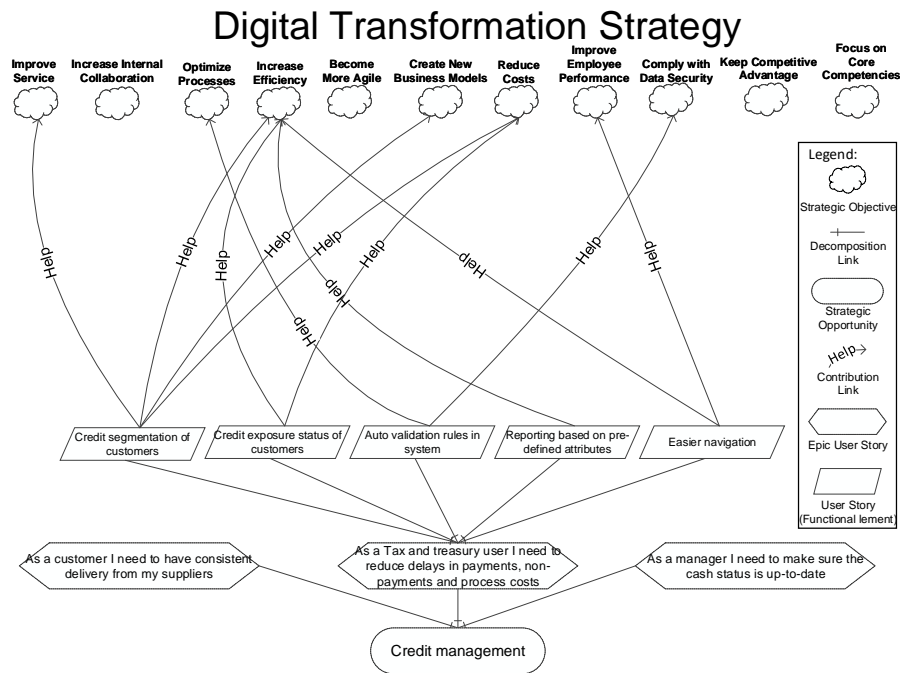 Digital Transformation Strategy
Improve
Service
Increase Internal
Collaboration
Optimize
Processes
Increase
Efficiency
Become
More Agile
Create New
Business Models
Reduce
Costs
Improve
Employee
Performance
Comply with
Data Security
Keep Competitive
Advantage
Focus on
Core
Competencies
Help
Help
Help
Help
Help
Help
Help
Help
Help
Help
Help
Legend:
Strategic Objective
Decomposition
Link
Strategic
Opportunity
Help
Contribution
Link
Epic User Story
User Story
(Functional lement)
Credit segmentation of
customers
Credit exposure status of
customers
Auto validation rules in
system
Reporting based on pre-
defined attributes
Easier navigation
As a customer I need to have consistent
delivery from my suppliers
As a Tax and treasury user I need to
reduce delays in payments, non-
payments and process costs
As a manager I need to make sure the
cash status is up-to-date
Credit management